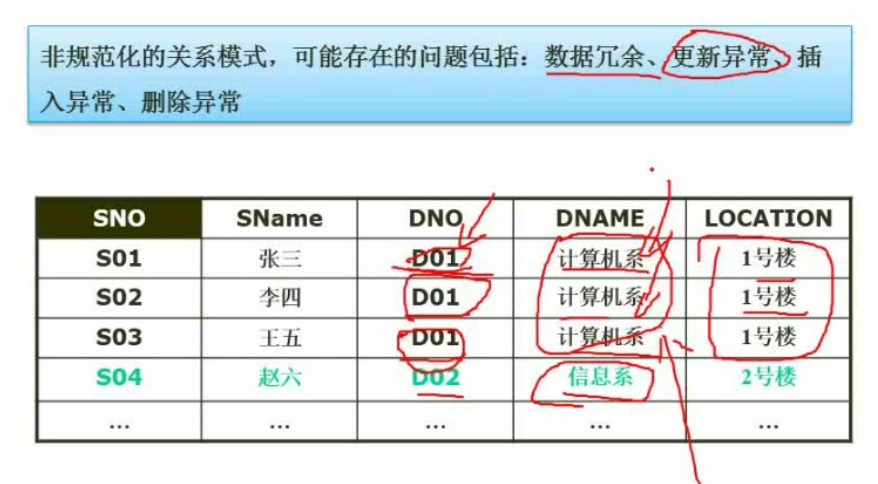 非规范化的关系模式，可能存在的问题包括：数据冗余、更新异常、插
入异常、删除异常
SNO SName DNO DNAME LOCATION
S01 张三 D01 计算机系 1号楼
S02 李四 D01 计算机系 1号楼
S03 王五 D01 计算机系 1号楼
S04 赵六 D02 信息系 2号楼
... ... ... ... ...